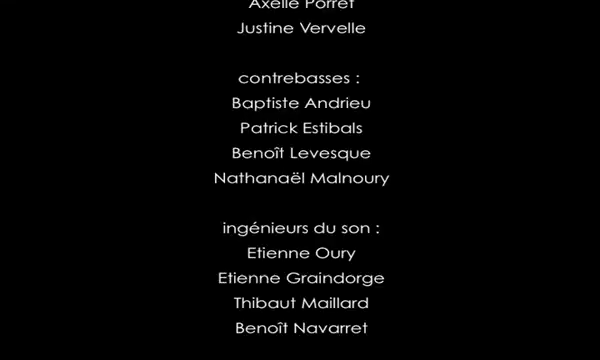 Axelle Porret
Justine Vervelle
contrebasses :
Baptiste Andrieu
Patrick Estibals
Benoît Levesque
Nathanaël Malnoury
ingénieurs du son :
Etienne Oury
Etienne Graindorge
Thibaut Maillard
Benoît Navarret